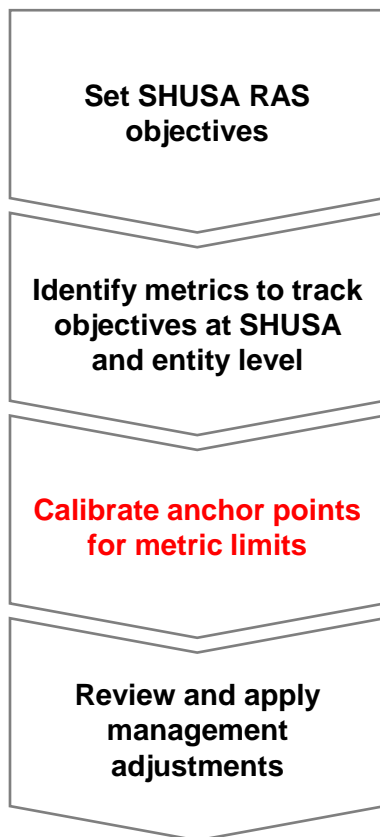 Set SHUSA RAS
objectives
Identify metrics to track
objectives at SHUSA
and entity level
Calibrate anchor points
for metric limits
Review and apply
management
adjustments